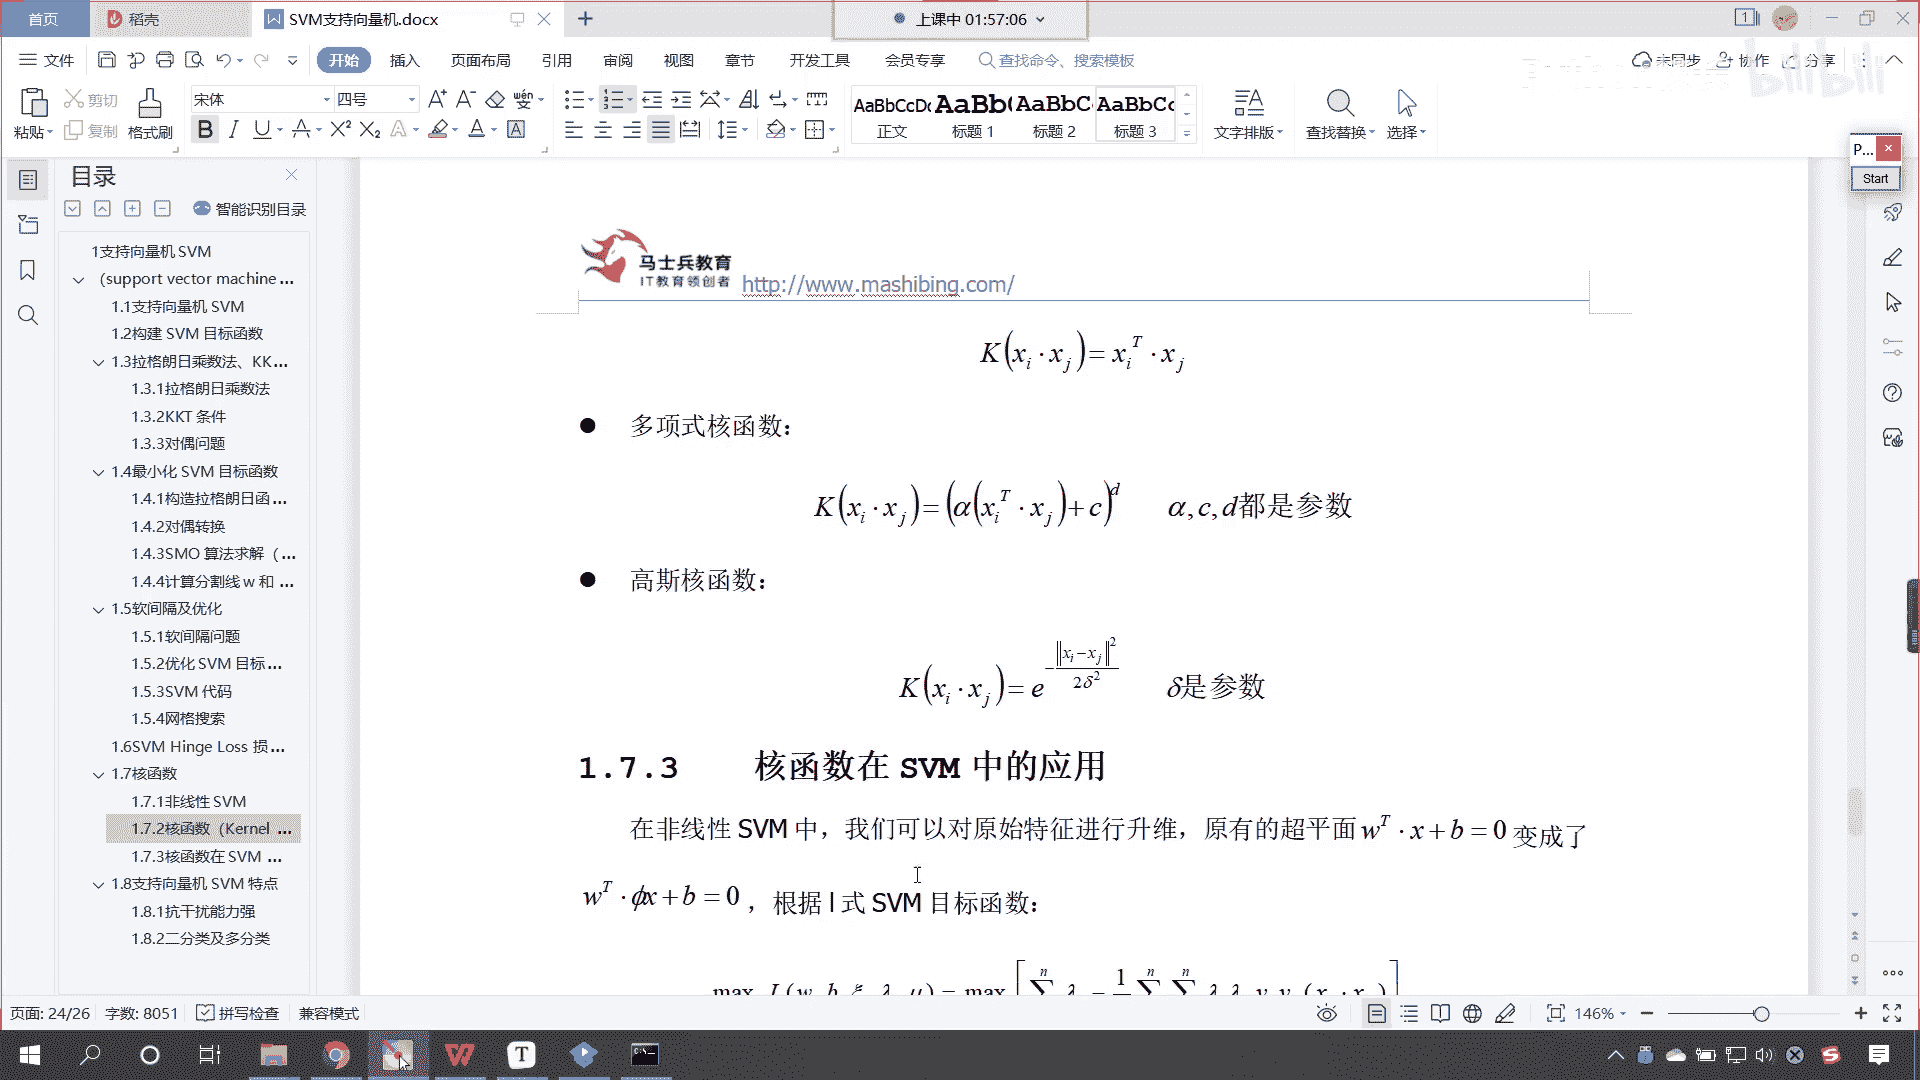 首页
稻壳
SVM支持向量机.docx
上课中 01:57:06
1
文件
开始
插入
页面布局
引用
审阅
视图
章节
开发工具
会员专享
查找命令、搜索模板
未同步
协作
分享
bilibili
粘贴
剪切
复制
格式刷
宋体
四号
AaBbCcDc
正文
AaBb(
标题 1
AaBbC
标题 2
AaBbCc
标题 3
文字排版
查找替换
选择
P...
Start
目录
智能识别目录
1支持向量机 SVM
(support vector machine ...
1.1支持向量机 SVM
1.2构建 SVM 目标函数
1.3拉格朗日乘数法、KK...
1.3.1拉格朗日乘数法
1.3.2KKT 条件
1.3.3对偶问题
1.4最小化 SVM 目标函数
1.4.1构造拉格朗日函...
1.4.2对偶转换
1.4.3SMO 算法求解（...
1.4.4计算分割线 w 和 ...
1.5软间隔及优化
1.5.1软间隔问题
1.5.2优化 SVM 目标...
1.5.3SVM 代码
1.5.4网格搜索
1.6SVM Hinge Loss 损...
1.7核函数
1.7.1非线性 SVM
1.7.2核函数（Kernel ...
1.7.3核函数在 SVM ...
1.8支持向量机 SVM 特点
1.8.1抗干扰能力强
1.8.2二分类及多分类
马士兵教育
IT教育领创者 http://www.mashibing.com/
K(x_i · x_j) = x_i^T · x_j
● 多项式核函数：
K(x_i · x_j) = (α(x_i^T · x_j) + c)^d α, c, d都是参数
● 高斯核函数：
K(x_i · x_j) = e^{-‖x_i - x_j‖^2 / 2δ^2} δ是参数
1.7.3 核函数在 SVM 中的应用
在非线性 SVM 中，我们可以对原始特征进行升维，原有的超平面 w^T · x + b = 0 变成了
w^T · ϕx + b = 0 ，根据 I 式 SVM 目标函数：
页面: 24/26
字数: 8051
拼写检查
兼容模式
146%